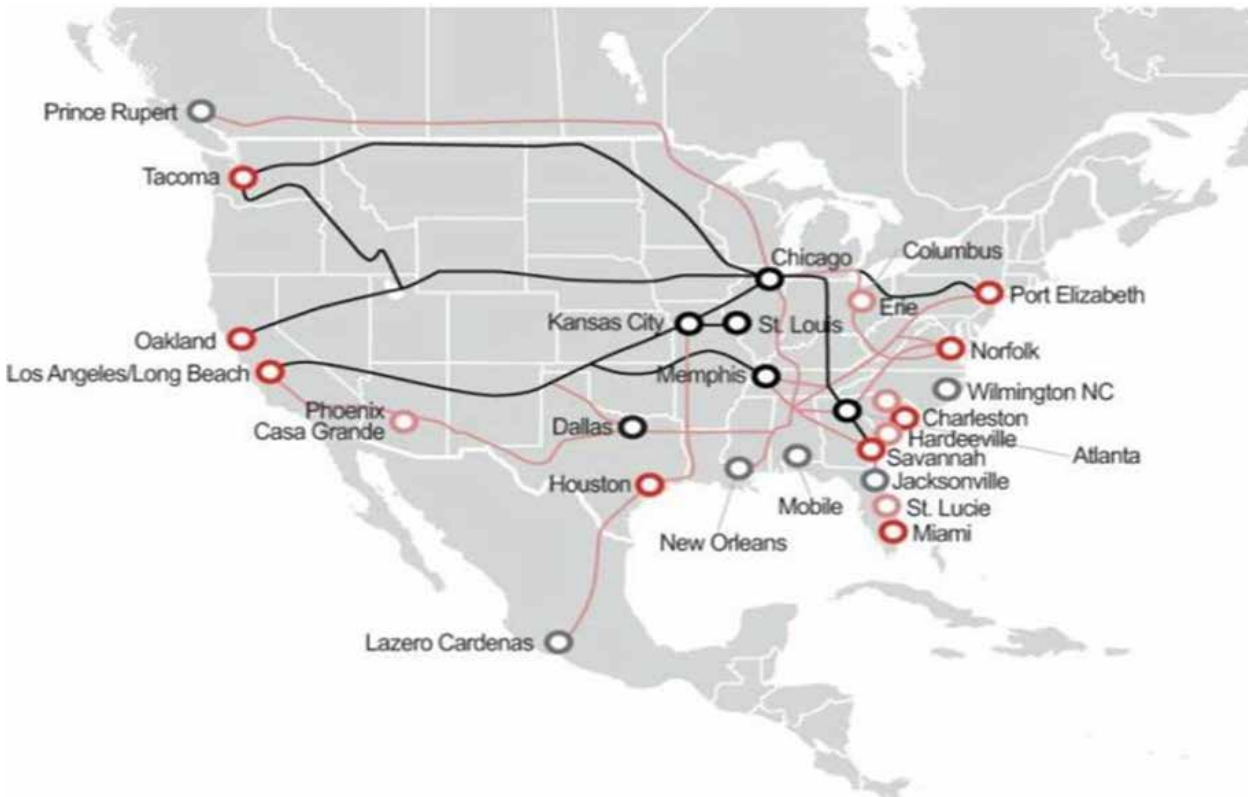 Prince Rupert
Tacoma
Chicago
Columbus
Erie
Port Elizabeth
Oakland
Kansas City
St. Louis
Norfolk
Los Angeles/Long Beach
Memphis
Wilmington NC
Phoenix
Casa Grande
Dallas
Charleston
Hardeeville
Savannah
Atlanta
Houston
Jacksonville
Mobile
St. Lucie
New Orleans
Miami
Lazero Cardenas